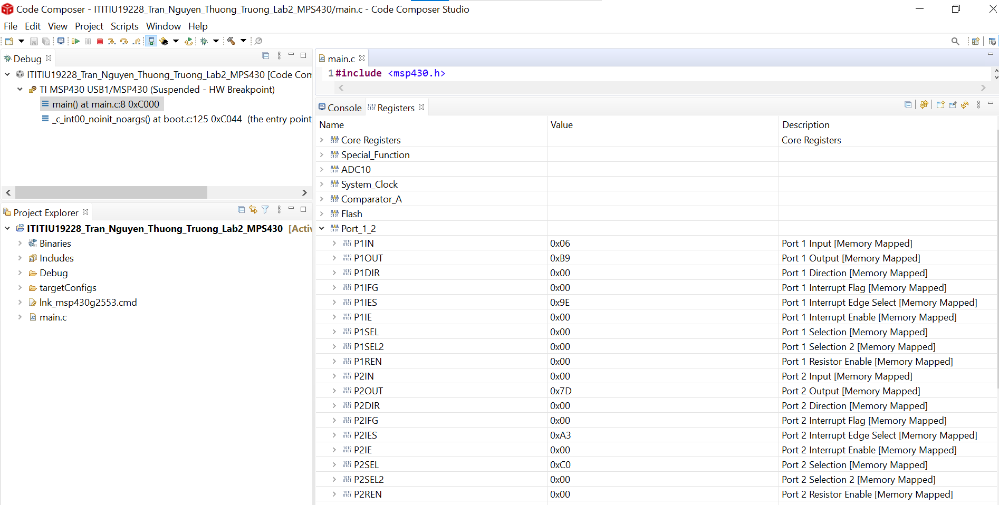 Code Composer - ITITIU19228_Tran_Nguyen_Thuong_Truong_Lab2_MPS430/main.c - Code Composer Studio
File Edit View Project Scripts Window Help
Debug
ITITIU19228_Tran_Nguyen_Thuong_Truong_Lab2_MPS430 [Code Com
TI MSP430 USB1/MSP430 (Suspended - HW Breakpoint)
main() at main.c:8 0xC000
_c_int00_noinit_noargs() at boot.c:125 0xC044 (the entry point
Project Explorer
ITITIU19228_Tran_Nguyen_Thuong_Truong_Lab2_MPS430 [Activ
Binaries
Includes
Debug
targetConfigs
lnk_msp430g2553.cmd
main.c
main.c
1 #include <msp430.h>
Console Registers
Name Value Description
Core Registers Core Registers
Special_Function
ADC10
System_Clock
Comparator_A
Flash
Port_1_2
P1IN 0x06 Port 1 Input [Memory Mapped]
P1OUT 0xB9 Port 1 Output [Memory Mapped]
P1DIR 0x00 Port 1 Direction [Memory Mapped]
P1IFG 0x00 Port 1 Interrupt Flag [Memory Mapped]
P1IES 0x9E Port 1 Interrupt Edge Select [Memory Mapped]
P1IE 0x00 Port 1 Interrupt Enable [Memory Mapped]
P1SEL 0x00 Port 1 Selection [Memory Mapped]
P1SEL2 0x00 Port 1 Selection 2 [Memory Mapped]
P1REN 0x00 Port 1 Resistor Enable [Memory Mapped]
P2IN 0x00 Port 2 Input [Memory Mapped]
P2OUT 0x7D Port 2 Output [Memory Mapped]
P2DIR 0x00 Port 2 Direction [Memory Mapped]
P2IFG 0x00 Port 2 Interrupt Flag [Memory Mapped]
P2IES 0xA3 Port 2 Interrupt Edge Select [Memory Mapped]
P2IE 0x00 Port 2 Interrupt Enable [Memory Mapped]
P2SEL 0xC0 Port 2 Selection [Memory Mapped]
P2SEL2 0x00 Port 2 Selection 2 [Memory Mapped]
P2REN 0x00 Port 2 Resistor Enable [Memory Mapped]